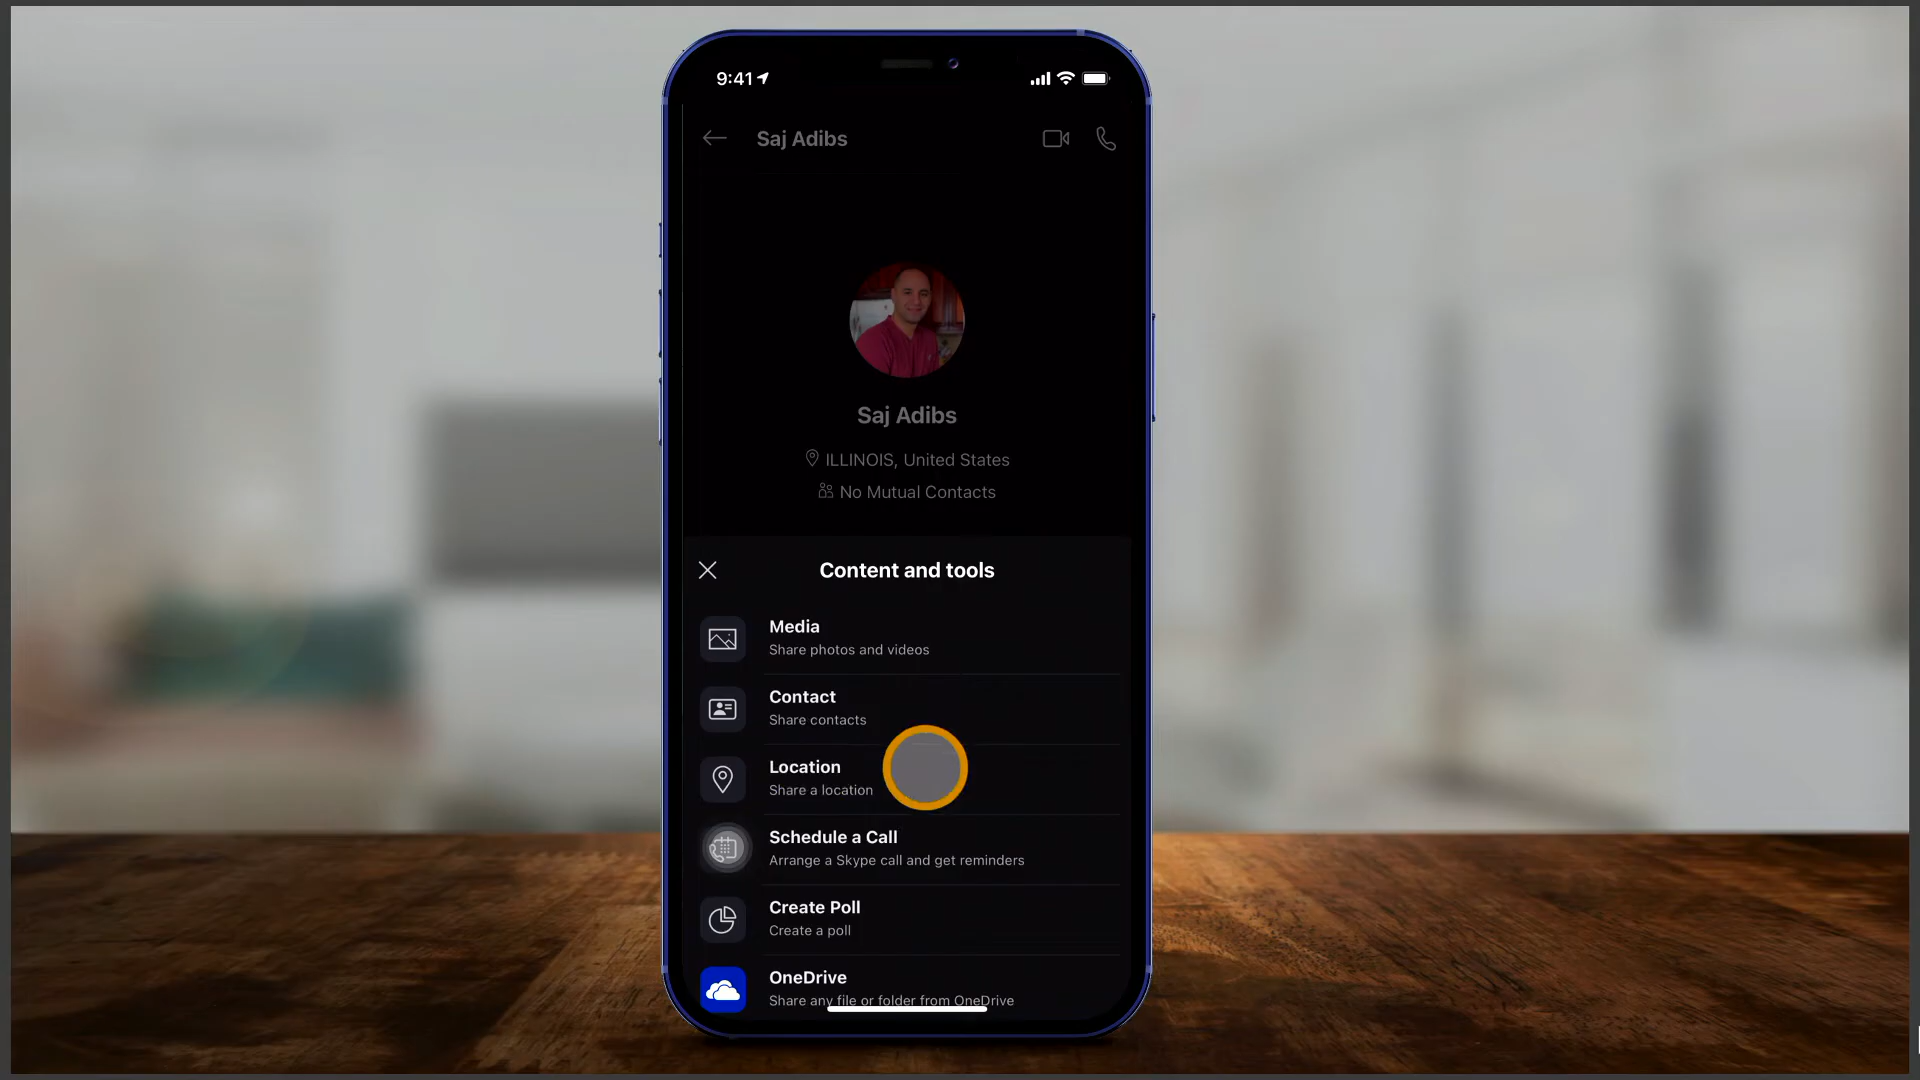 9:41
Saj Adibs
Saj Adibs
ILLINOIS, United States
No Mutual Contacts
Content and tools
Media
Share photos and videos
Contact
Share contacts
Location
Share a location
Schedule a Call
Arrange a Skype call and get reminders
Create Poll
Create a poll
OneDrive
Share any file or folder from OneDrive